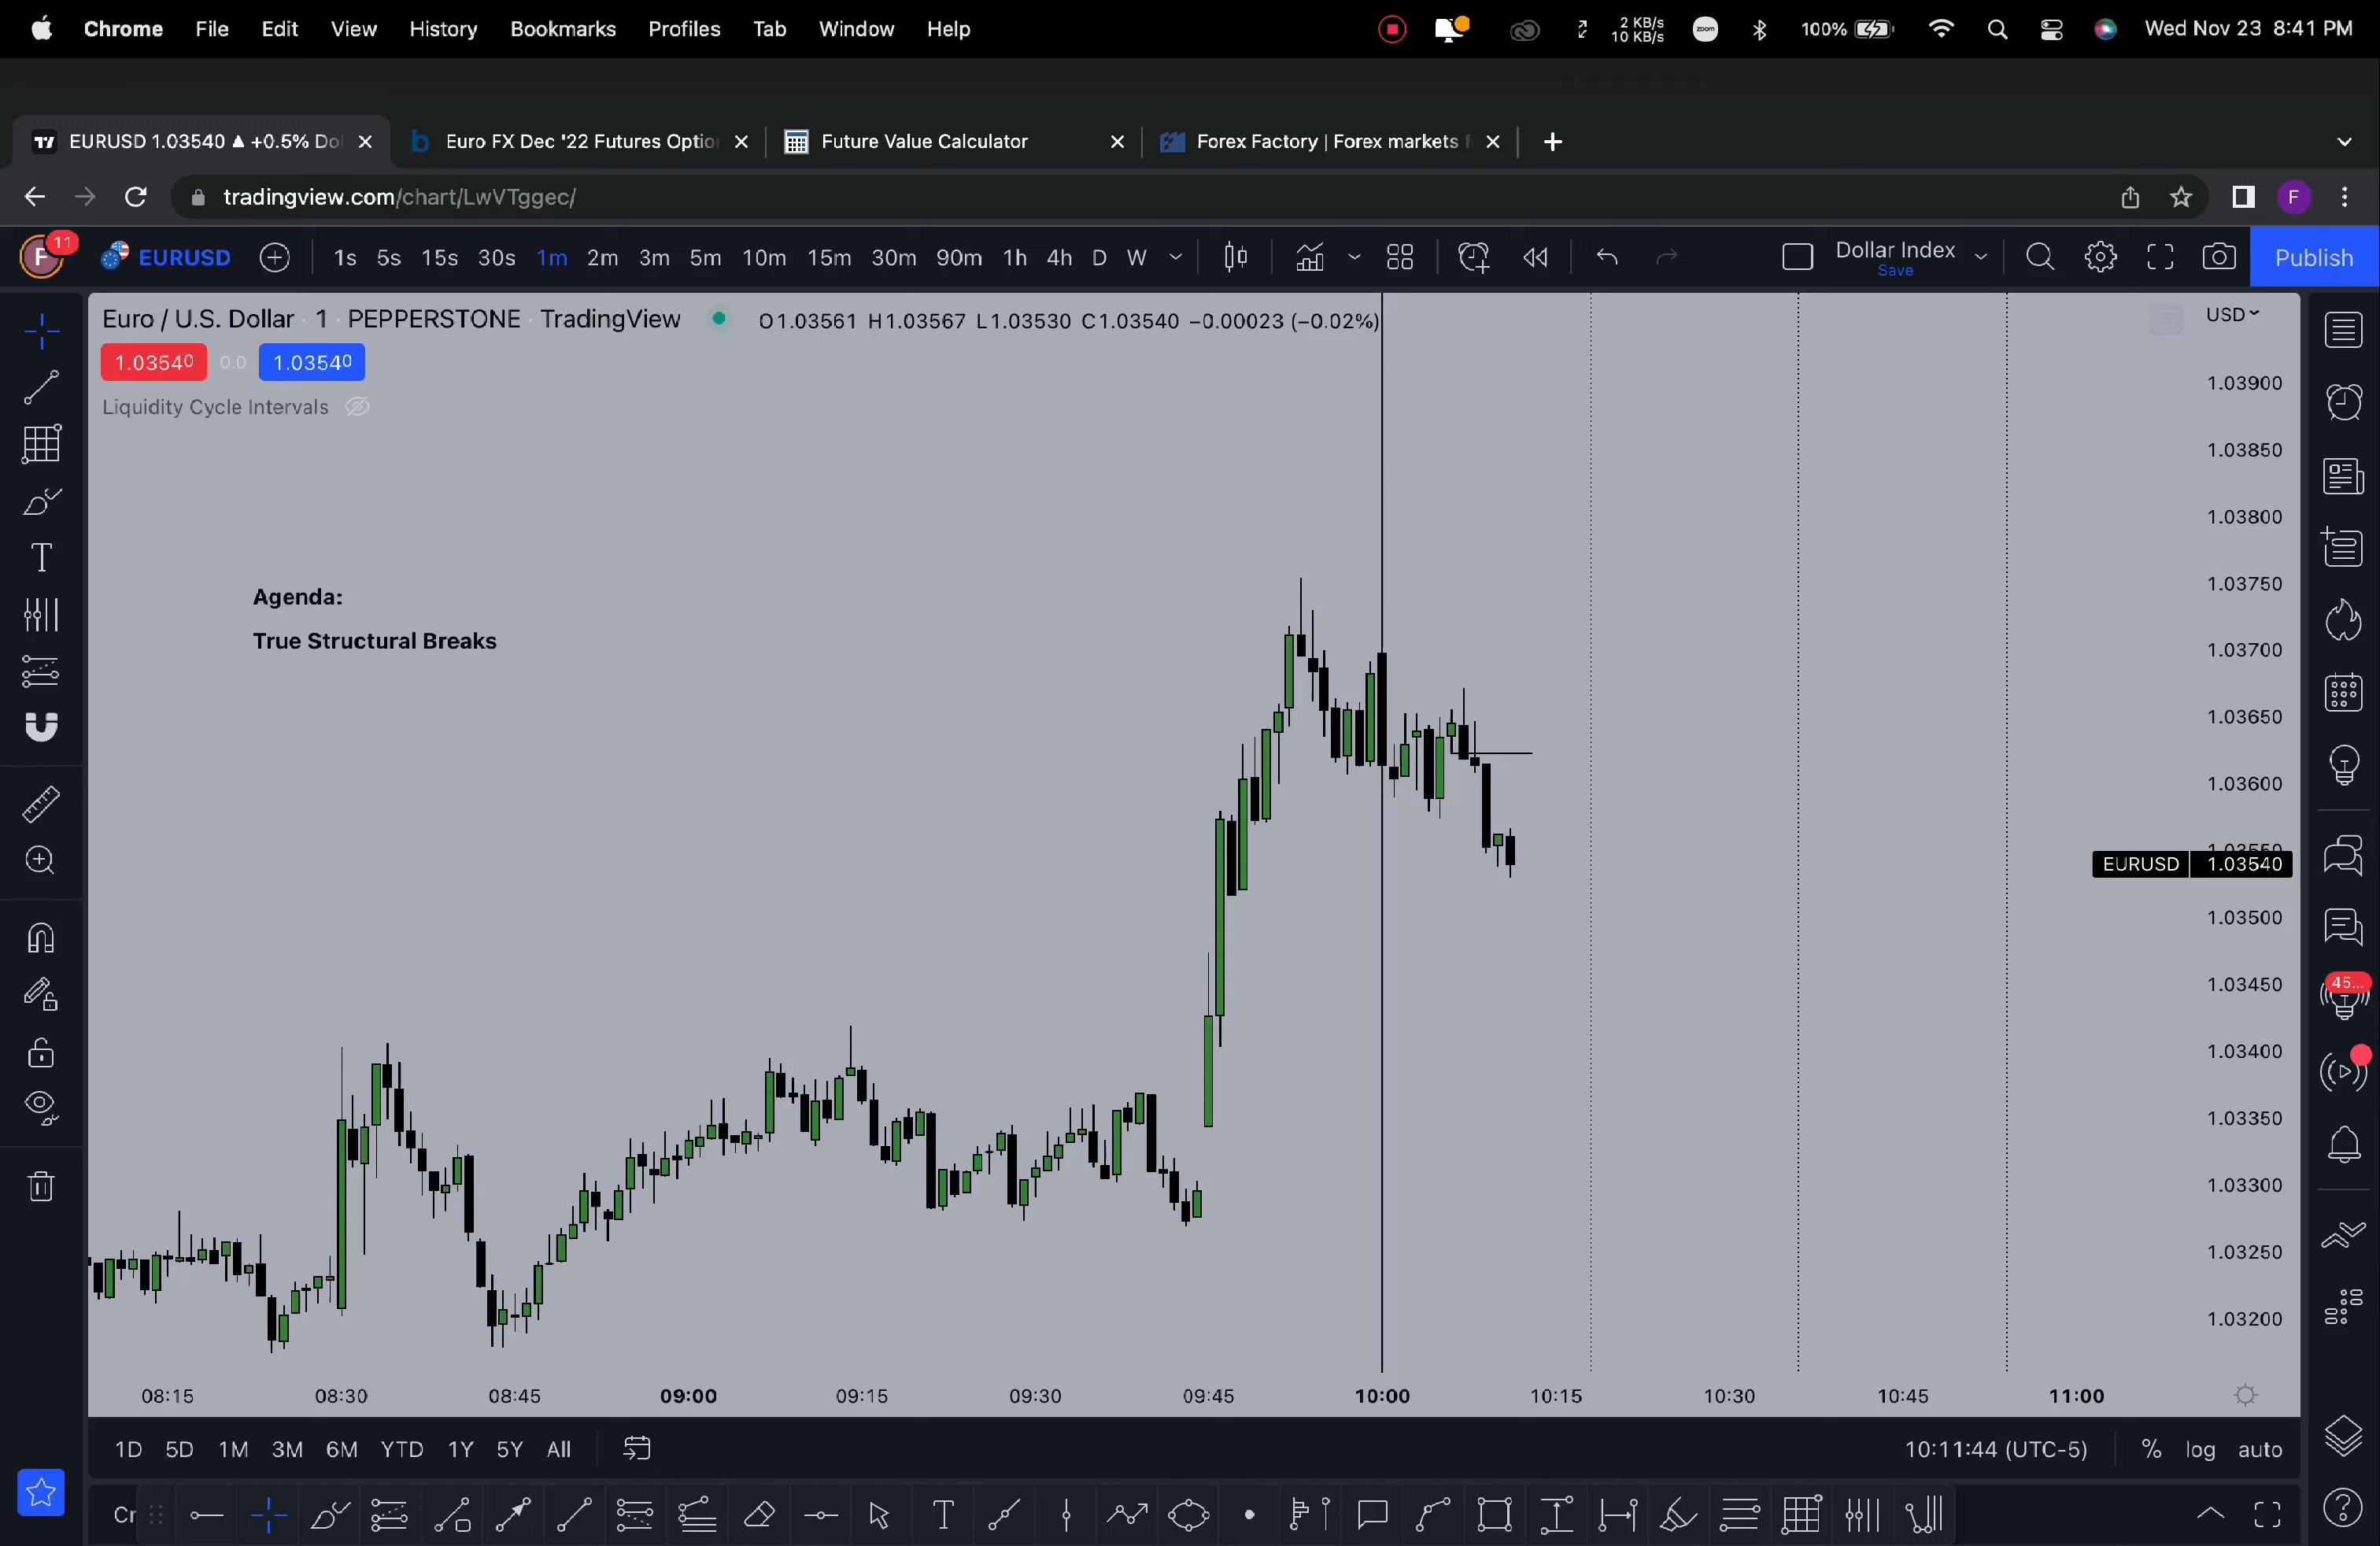 Chrome File Edit View History Bookmarks Profiles Tab Window Help 2 KB/s 10 KB/s zoom 100% Wed Nov 23 8:41 PM
EURUSD 1.03540 ▲ +0.5% Do Euro FX Dec '22 Futures Optio Future Value Calculator Forex Factory | Forex markets f
tradingview.com/chart/LwVTggec/ F
F 11 EURUSD 1s 5s 15s 30s 1m 2m 3m 5m 10m 15m 30m 90m 1h 4h D W Dollar Index Save Publish
Euro / U.S. Dollar · 1 · PEPPERSTONE · TradingView O1.03561 H1.03567 L1.03530 C1.03540 −0.00023 (−0.02%) USD
1.03540 0.0 1.03540
Liquidity Cycle Intervals
1.03900
1.03850
1.03800
1.03750
Agenda:
True Structural Breaks
1.03700
1.03650
1.03600
EURUSD 1.03540
1.03500
1.03450
45...
1.03400
1.03350
1.03300
1.03250
1.03200
08:15 08:30 08:45 09:00 09:15 09:30 09:45 10:00 10:15 10:30 10:45 11:00
1D 5D 1M 3M 6M YTD 1Y 5Y All 10:11:44 (UTC-5) % log auto
Cr